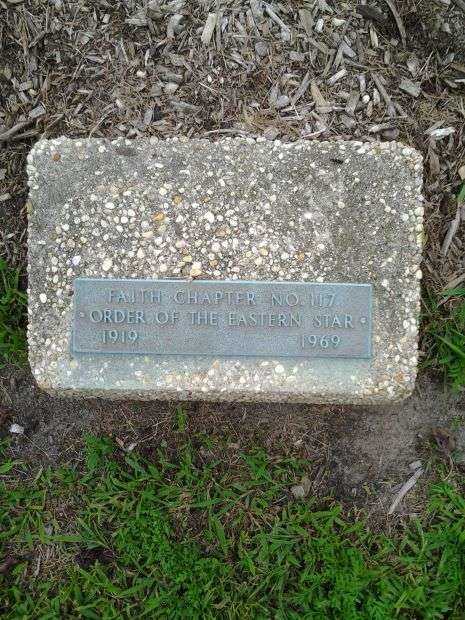 FAITH CHAPTER NO. 117
ORDER OF THE EASTERN STAR
1919 1969